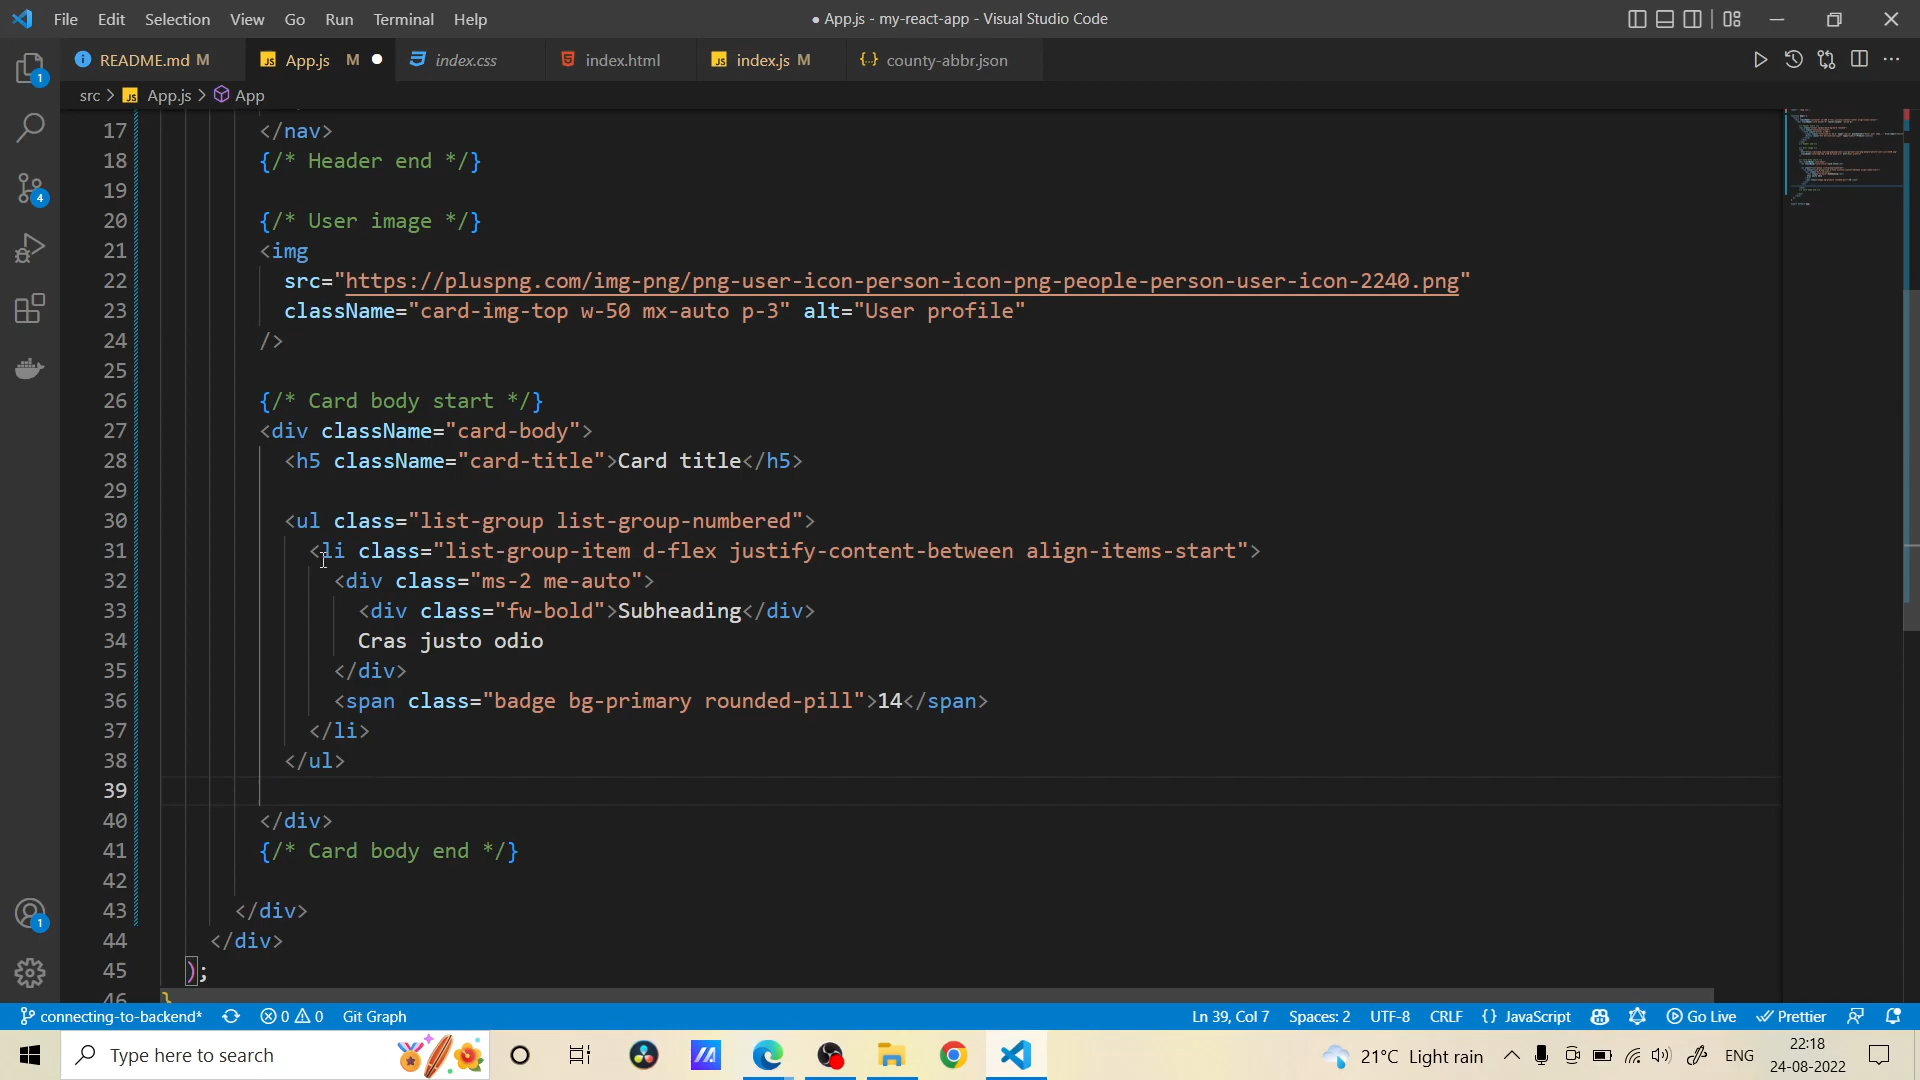 File Edit Selection View Go Run Terminal Help
● App.js - my-react-app - Visual Studio Code
README.md M
App.js M
index.css
index.html
index.js M
county-abbr.json
src > App.js > App
17 </nav>
18 {/* Header end */}
19
20 {/* User image */}
21 <img
22 src="https://pluspng.com/img-png/png-user-icon-person-icon-png-people-person-user-icon-2240.png"
23 className="card-img-top w-50 mx-auto p-3" alt="User profile"
24 />
25
26 {/* Card body start */}
27 <div className="card-body">
28 <h5 className="card-title">Card title</h5>
29
30 <ul class="list-group list-group-numbered">
31 <li class="list-group-item d-flex justify-content-between align-items-start">
32 <div class="ms-2 me-auto">
33 <div class="fw-bold">Subheading</div>
34 Cras justo odio
35 </div>
36 <span class="badge bg-primary rounded-pill">14</span>
37 </li>
38 </ul>
39
40 </div>
41 {/* Card body end */}
42
43 </div>
44 </div>
45 );
46 }
1
4
1
connecting-to-backend* 0 0 Git Graph
Ln 39, Col 7 Spaces: 2 UTF-8 CRLF {} JavaScript Go Live Prettier
Type here to search
21°C Light rain
ENG
22:18
24-08-2022